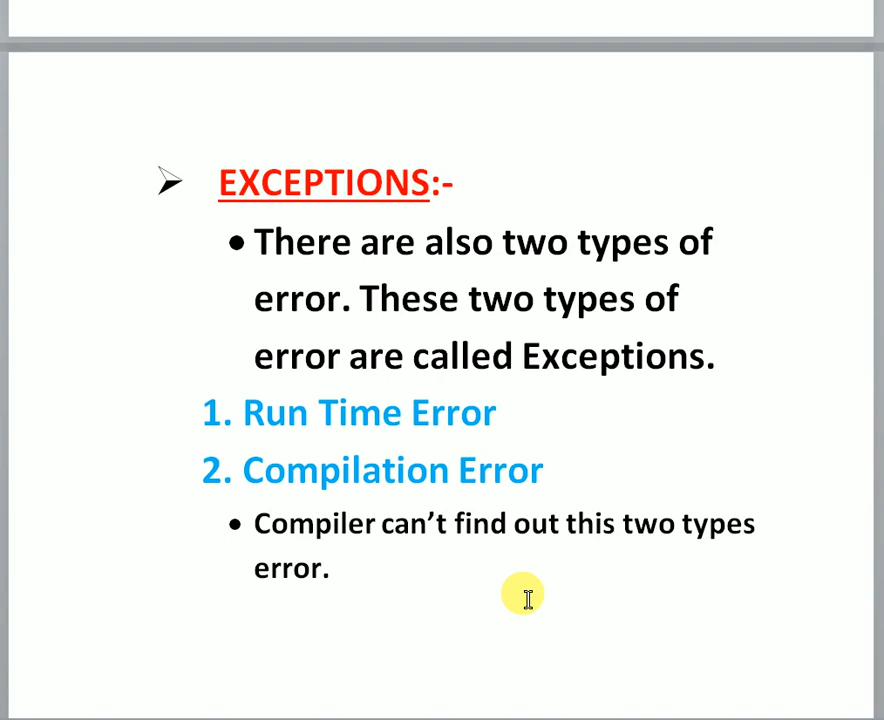 ➢ EXCEPTIONS:-
• There are also two types of
error. These two types of
error are called Exceptions.
1. Run Time Error
2. Compilation Error
• Compiler can’t find out this two types
error.